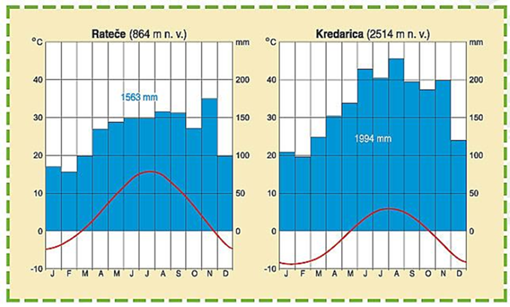 Rateče (864 m n. v.)
°C
mm
40
200
1563 mm
30
150
20
100
10
50
0
0
-10
J F M A M J J A S O N D
Kredarica (2514 m n. v.)
°C
mm
40
200
30
150
1994 mm
20
100
10
50
0
0
-10
J F M A M J J A S O N D